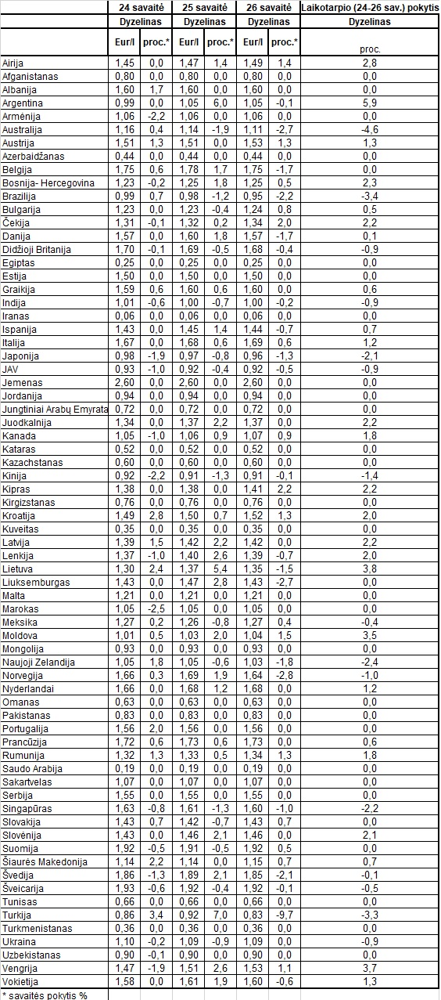 24 savaitė 25 savaitė 26 savaitė Laikotarpio (24-26 sav.) pokytis
Dyzelinas Dyzelinas Dyzelinas Dyzelinas
Eur/l proc.* Eur/l proc.* Eur/l proc.* proc.
Airija 1,45 0,0 1,47 1,4 1,49 1,4 2,8
Afganistanas 0,80 0,0 0,80 0,0 0,80 0,0 0,0
Albanija 1,60 1,7 1,60 0,0 1,60 0,0 0,0
Argentina 0,99 0,0 1,05 6,0 1,05 -0,1 5,9
Armėnija 1,06 -2,2 1,06 0,0 1,06 0,0 0,0
Australija 1,16 0,4 1,14 -1,9 1,11 -2,7 -4,6
Austrija 1,51 1,3 1,51 0,0 1,53 1,3 1,3
Azerbaidžanas 0,44 0,0 0,44 0,0 0,44 0,0 0,0
Belgija 1,75 0,6 1,78 1,7 1,75 -1,7 0,0
Bosnija- Hercegovina 1,23 -0,2 1,25 1,8 1,25 0,5 2,3
Brazilija 0,99 0,7 0,98 -1,2 0,95 -2,2 -3,4
Bulgarija 1,23 0,0 1,23 -0,4 1,24 0,8 0,5
Čekija 1,31 -0,1 1,32 0,2 1,34 2,0 2,2
Danija 1,57 0,0 1,60 1,8 1,57 -1,7 0,1
Didžioji Britanija 1,70 -0,1 1,69 -0,5 1,68 -0,4 -0,9
Egiptas 0,25 0,0 0,25 0,0 0,25 0,0 0,0
Estija 1,50 0,0 1,50 0,0 1,50 0,0 0,0
Graikija 1,59 0,6 1,60 0,6 1,60 0,0 0,6
Indija 1,01 -0,6 1,00 -0,7 1,00 -0,2 -0,9
Iranas 0,06 0,0 0,06 0,0 0,06 0,0 0,0
Ispanija 1,43 0,0 1,45 1,4 1,44 -0,7 0,7
Italija 1,67 0,0 1,68 0,6 1,69 0,6 1,2
Japonija 0,98 -1,9 0,97 -0,8 0,96 -1,3 -2,1
JAV 0,93 -1,0 0,92 -0,4 0,92 -0,5 -0,9
Jemenas 2,60 0,0 2,60 0,0 2,60 0,0 0,0
Jordanija 0,94 0,0 0,94 0,0 0,94 0,0 0,0
Jungtiniai Arabų Emyrata 0,72 0,0 0,72 0,0 0,72 0,0 0,0
Juodkalnija 1,34 0,0 1,37 2,2 1,37 0,0 2,2
Kanada 1,05 -1,0 1,06 0,9 1,07 0,9 1,8
Kataras 0,52 0,0 0,52 0,0 0,52 0,0 0,0
Kazachstanas 0,60 0,0 0,60 0,0 0,60 0,0 0,0
Kinija 0,92 -2,2 0,91 -1,3 0,91 -0,1 -1,4
Kipras 1,38 0,0 1,38 0,0 1,41 2,2 2,2
Kirgizstanas 0,76 0,0 0,76 0,0 0,76 0,0 0,0
Kroatija 1,49 2,8 1,50 0,7 1,52 1,3 2,0
Kuveitas 0,35 0,0 0,35 0,0 0,35 0,0 0,0
Latvija 1,39 1,5 1,42 2,2 1,42 0,0 2,2
Lenkija 1,37 -1,0 1,40 2,6 1,39 -0,7 2,0
Lietuva 1,30 2,4 1,37 5,4 1,35 -1,5 3,8
Liuksemburgas 1,43 0,0 1,47 2,8 1,43 -2,7 0,0
Malta 1,21 0,0 1,21 0,0 1,21 0,0 0,0
Marokas 1,05 -2,5 1,05 0,0 1,05 0,0 0,0
Meksika 1,27 0,2 1,26 -0,8 1,27 0,4 -0,4
Moldova 1,01 0,5 1,03 2,0 1,04 1,5 3,5
Mongolija 0,93 0,0 0,93 0,0 0,93 0,0 0,0
Naujoji Zelandija 1,05 1,8 1,05 -0,6 1,03 -1,8 -2,4
Norvegija 1,66 0,3 1,69 1,9 1,64 -2,8 -1,0
Nyderlandai 1,66 0,0 1,68 1,2 1,68 0,0 1,2
Omanas 0,63 0,0 0,63 0,0 0,63 0,0 0,0
Pakistanas 0,83 0,0 0,83 0,0 0,83 0,0 0,0
Portugalija 1,56 2,0 1,56 0,0 1,56 0,0 0,0
Prancūzija 1,72 0,6 1,73 0,6 1,73 0,0 0,6
Rumunija 1,32 1,3 1,33 0,5 1,34 1,3 1,8
Saudo Arabija 0,19 0,0 0,19 0,0 0,19 0,0 0,0
Sakartvelas 1,07 0,0 1,07 0,0 1,07 0,0 0,0
Serbija 1,55 0,0 1,55 0,0 1,55 0,0 0,0
Singapūras 1,63 -0,8 1,61 -1,3 1,60 -1,0 -2,2
Slovakija 1,43 0,7 1,42 -0,7 1,43 0,7 0,0
Slovėnija 1,43 0,0 1,46 2,1 1,46 0,0 2,1
Suomija 1,92 -0,5 1,91 -0,5 1,92 0,5 0,0
Šiaurės Makedonija 1,14 2,2 1,14 0,0 1,15 0,7 0,7
Švedija 1,86 -1,3 1,89 2,1 1,85 -2,1 -0,1
Šveicarija 1,93 -0,6 1,92 -0,4 1,92 -0,1 -0,5
Tunisas 0,66 0,0 0,66 0,0 0,66 0,0 0,0
Turkija 0,86 3,4 0,92 7,0 0,83 -9,7 -3,3
Turkmenistanas 0,36 0,0 0,36 0,0 0,36 0,0 0,0
Ukraina 1,10 -0,2 1,09 -0,9 1,09 0,0 -0,9
Uzbekistanas 0,90 -0,1 0,90 0,0 0,90 0,0 0,0
Vengrija 1,47 -1,9 1,51 2,6 1,53 1,1 3,7
Vokietija 1,58 0,0 1,61 1,9 1,60 -0,6 1,3
* savaitės pokytis %